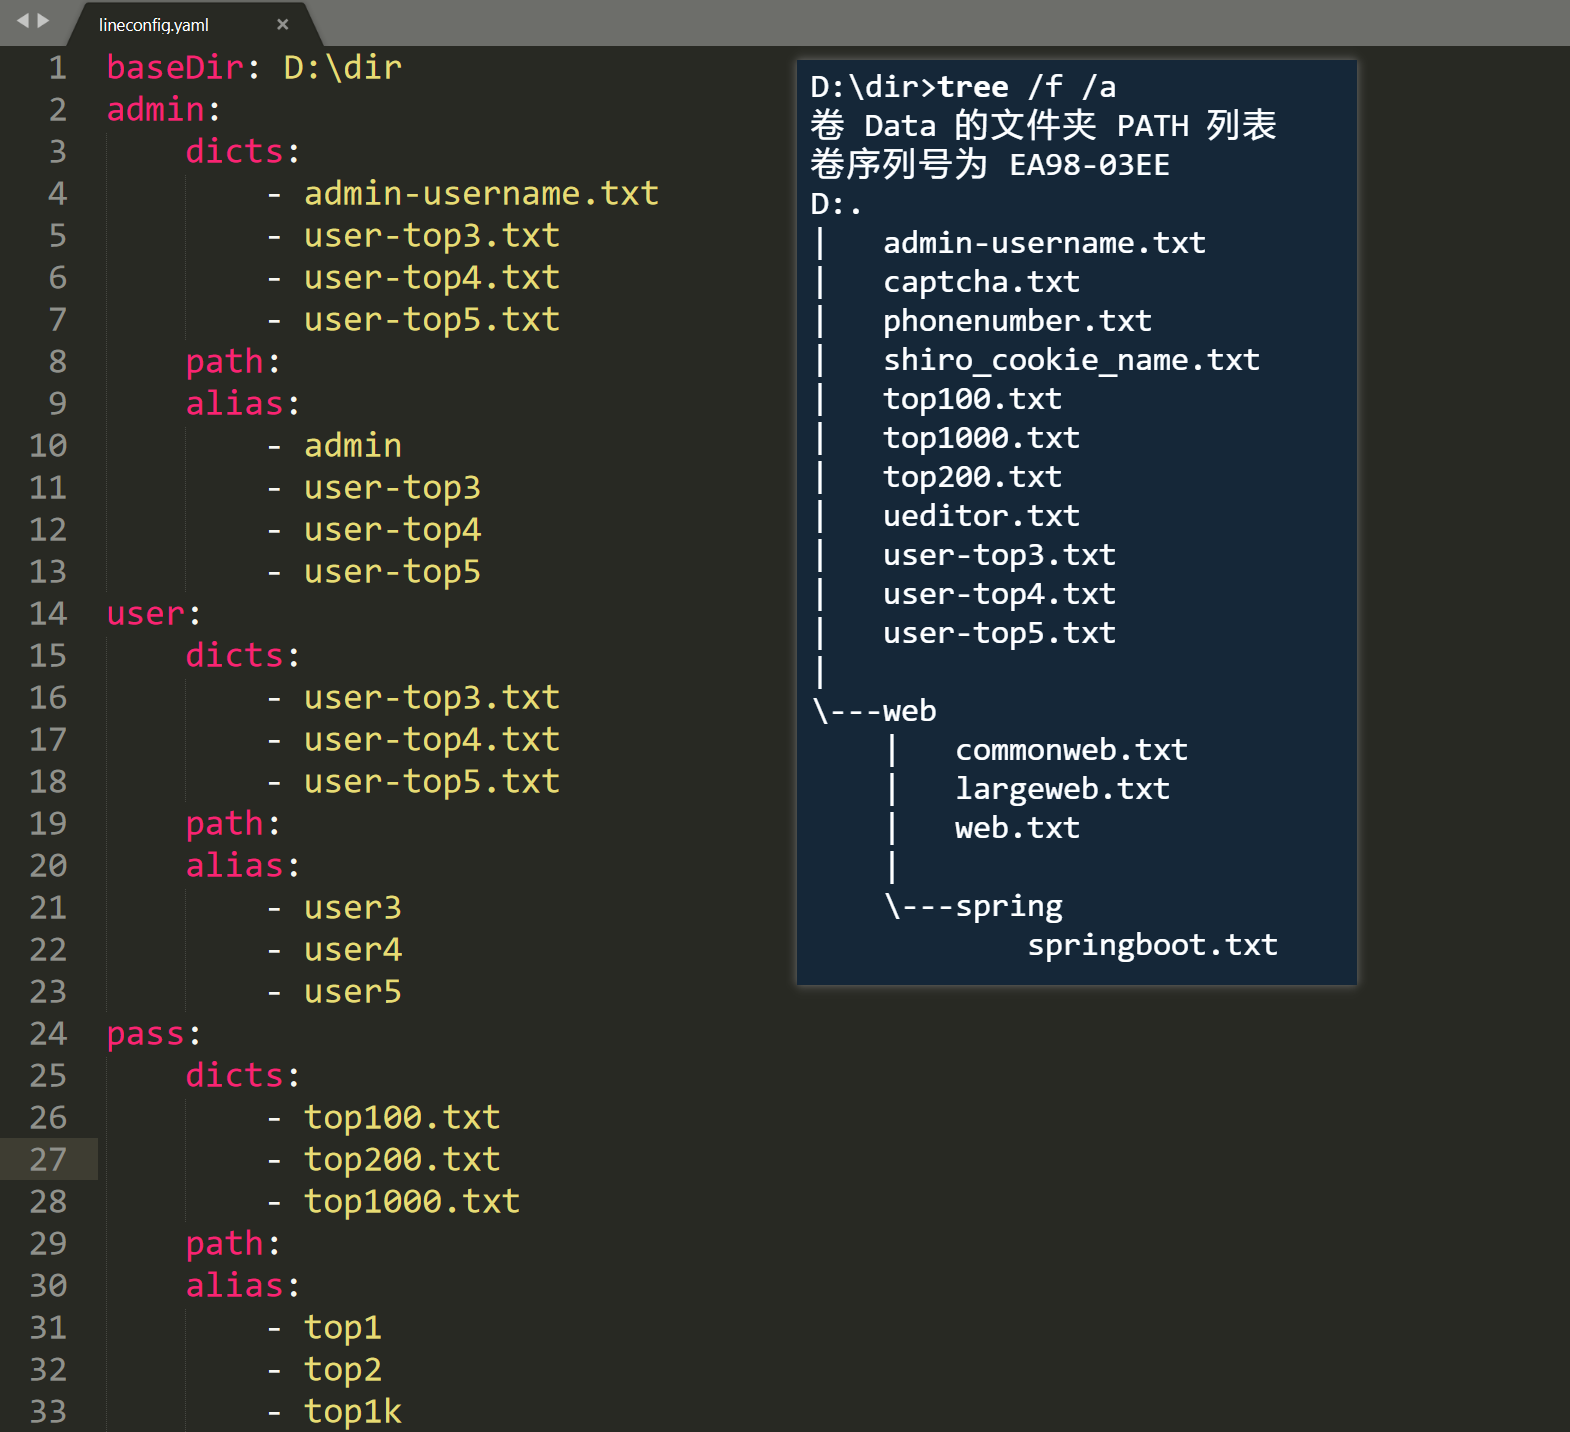 lineconfig.yaml ×
1 baseDir: D:\dir
2 admin:
3     dicts:
4         - admin-username.txt
5         - user-top3.txt
6         - user-top4.txt
7         - user-top5.txt
8     path:
9     alias:
10         - admin
11         - user-top3
12         - user-top4
13         - user-top5
14 user:
15     dicts:
16         - user-top3.txt
17         - user-top4.txt
18         - user-top5.txt
19     path:
20     alias:
21         - user3
22         - user4
23         - user5
24 pass:
25     dicts:
26         - top100.txt
27         - top200.txt
28         - top1000.txt
29     path:
30     alias:
31         - top1
32         - top2
33         - top1k
D:\dir>tree /f /a
卷 Data 的文件夹 PATH 列表
卷序列号为 EA98-03EE
D:.
|   admin-username.txt
|   captcha.txt
|   phonenumber.txt
|   shiro_cookie_name.txt
|   top100.txt
|   top1000.txt
|   top200.txt
|   ueditor.txt
|   user-top3.txt
|   user-top4.txt
|   user-top5.txt
|
\---web
    |   commonweb.txt
    |   largeweb.txt
    |   web.txt
    |
    \---spring
            springboot.txt